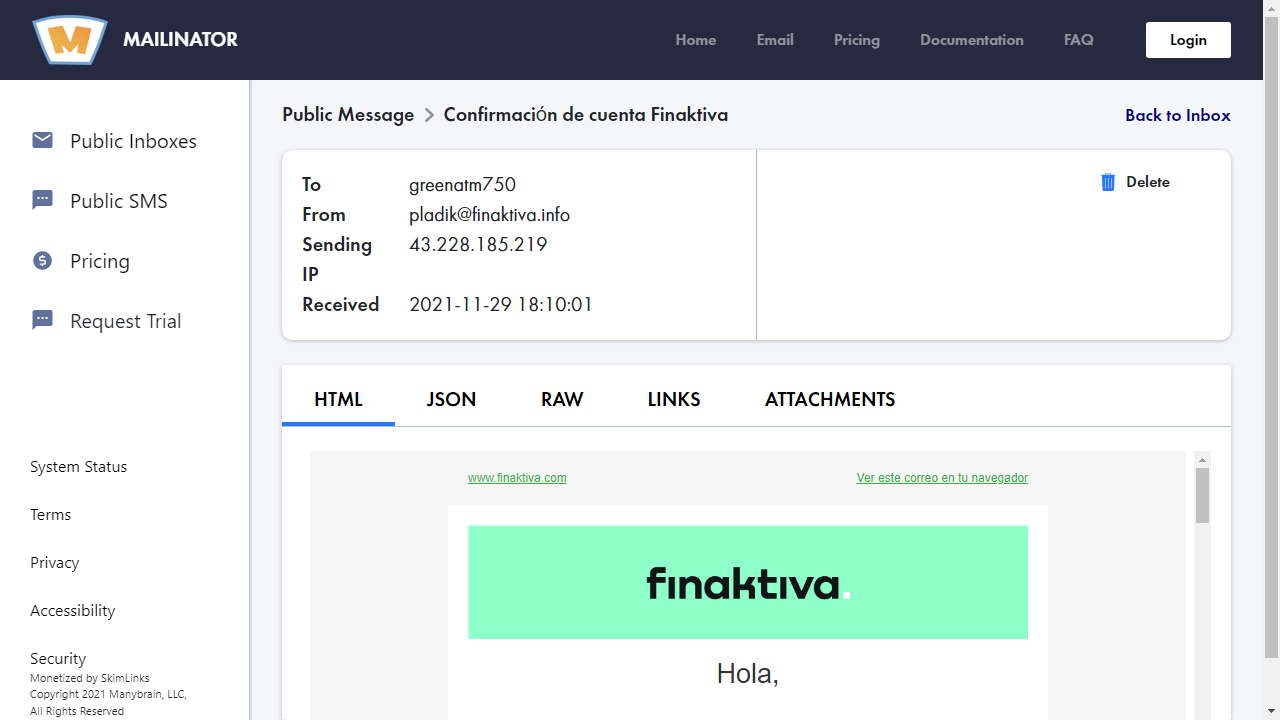 MAILINATOR
Home
Email
Pricing
Documentation
FAQ
Login
Public Inboxes
Public SMS
Pricing
Request Trial
System Status
Terms
Privacy
Accessibility
Security
Monetized by SkimLinks
Copyright 2021 Manybrain, LLC,
All Rights Reserved
Public Message
Confirmación de cuenta Finaktiva
Back to Inbox
To greenatm750
From pladik@finaktiva.info
Sending 43.228.185.219
IP
Received 2021-11-29 18:10:01
Delete
HTML
JSON
RAW
LINKS
ATTACHMENTS
www.finaktiva.com
Ver este correo en tu navegador
finaktiva.
Hola,